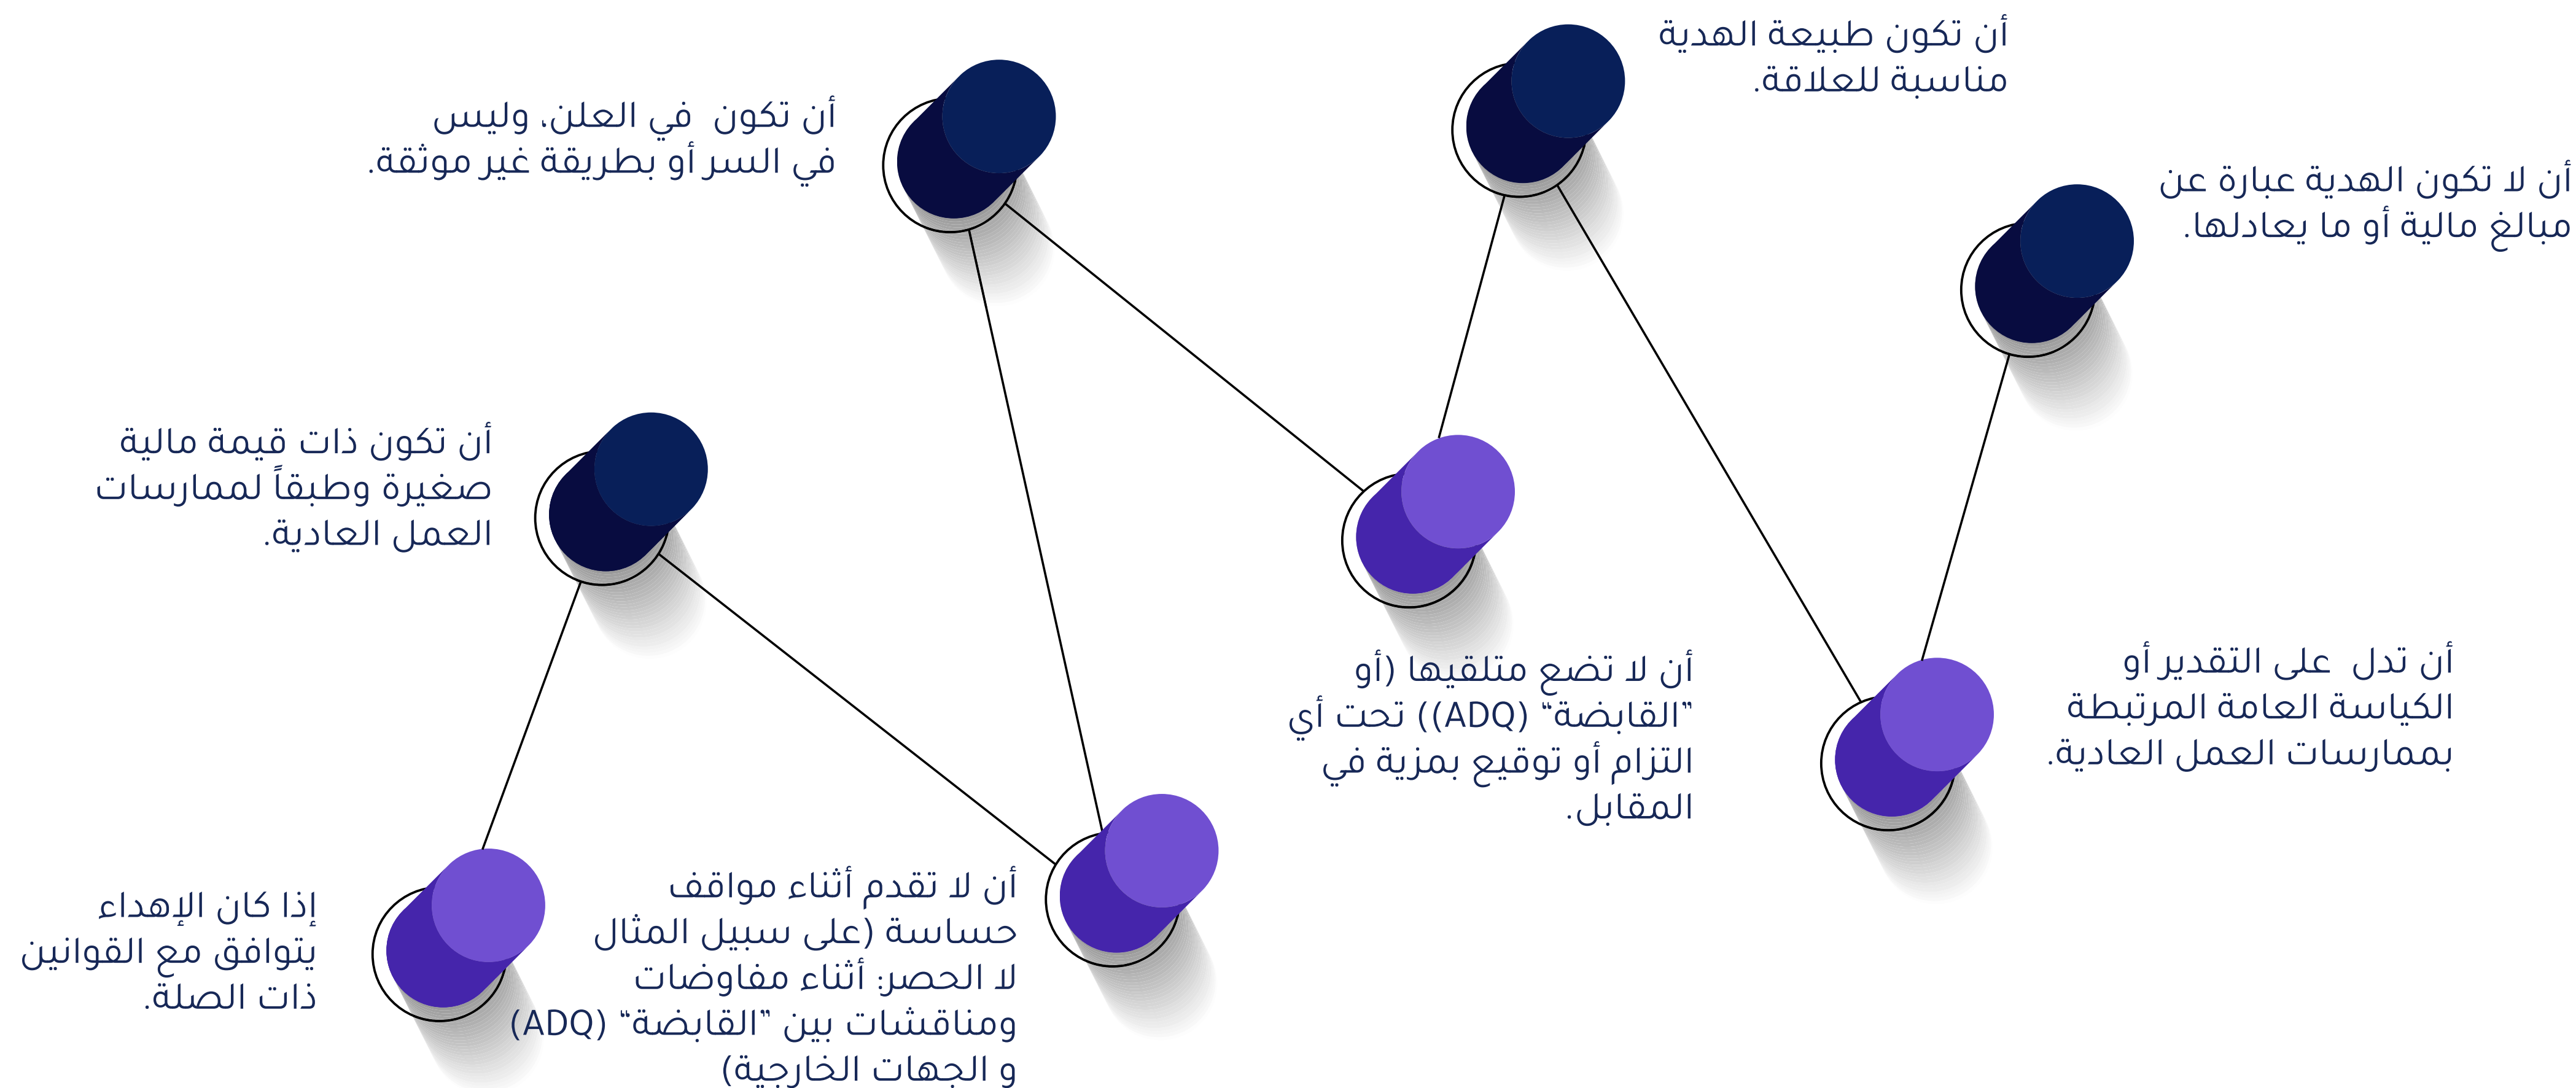 أن لا تكون الهدية عبارة عن
مبالغ مالية أو ما يعادلها.
أن تدل على التقدير أو
الكياسة العامة المرتبطة
بممارسات العمل العادية.
أن تكون طبيعة الهدية
مناسبة للعلاقة.
أن لا تضع متلقيها (أو
”القابضة“ (ADQ)) تحت أي
التزام أو توقيع بمزية في
المقابل.
أن تكون في العلن، وليس
في السر أو بطريقة غير موثقة.
أن لا تقدم أثناء مواقف
حساسة (على سبيل المثال
لا الحصر: أثناء مفاوضات
ومناقشات بين ”القابضة“ (ADQ)
و الجهات الخارجية)
أن تكون ذات قيمة مالية
صغيرة وطبقاً لممارسات
العمل العادية.
إذا كان الإهداء
يتوافق مع القوانين
ذات الصلة.